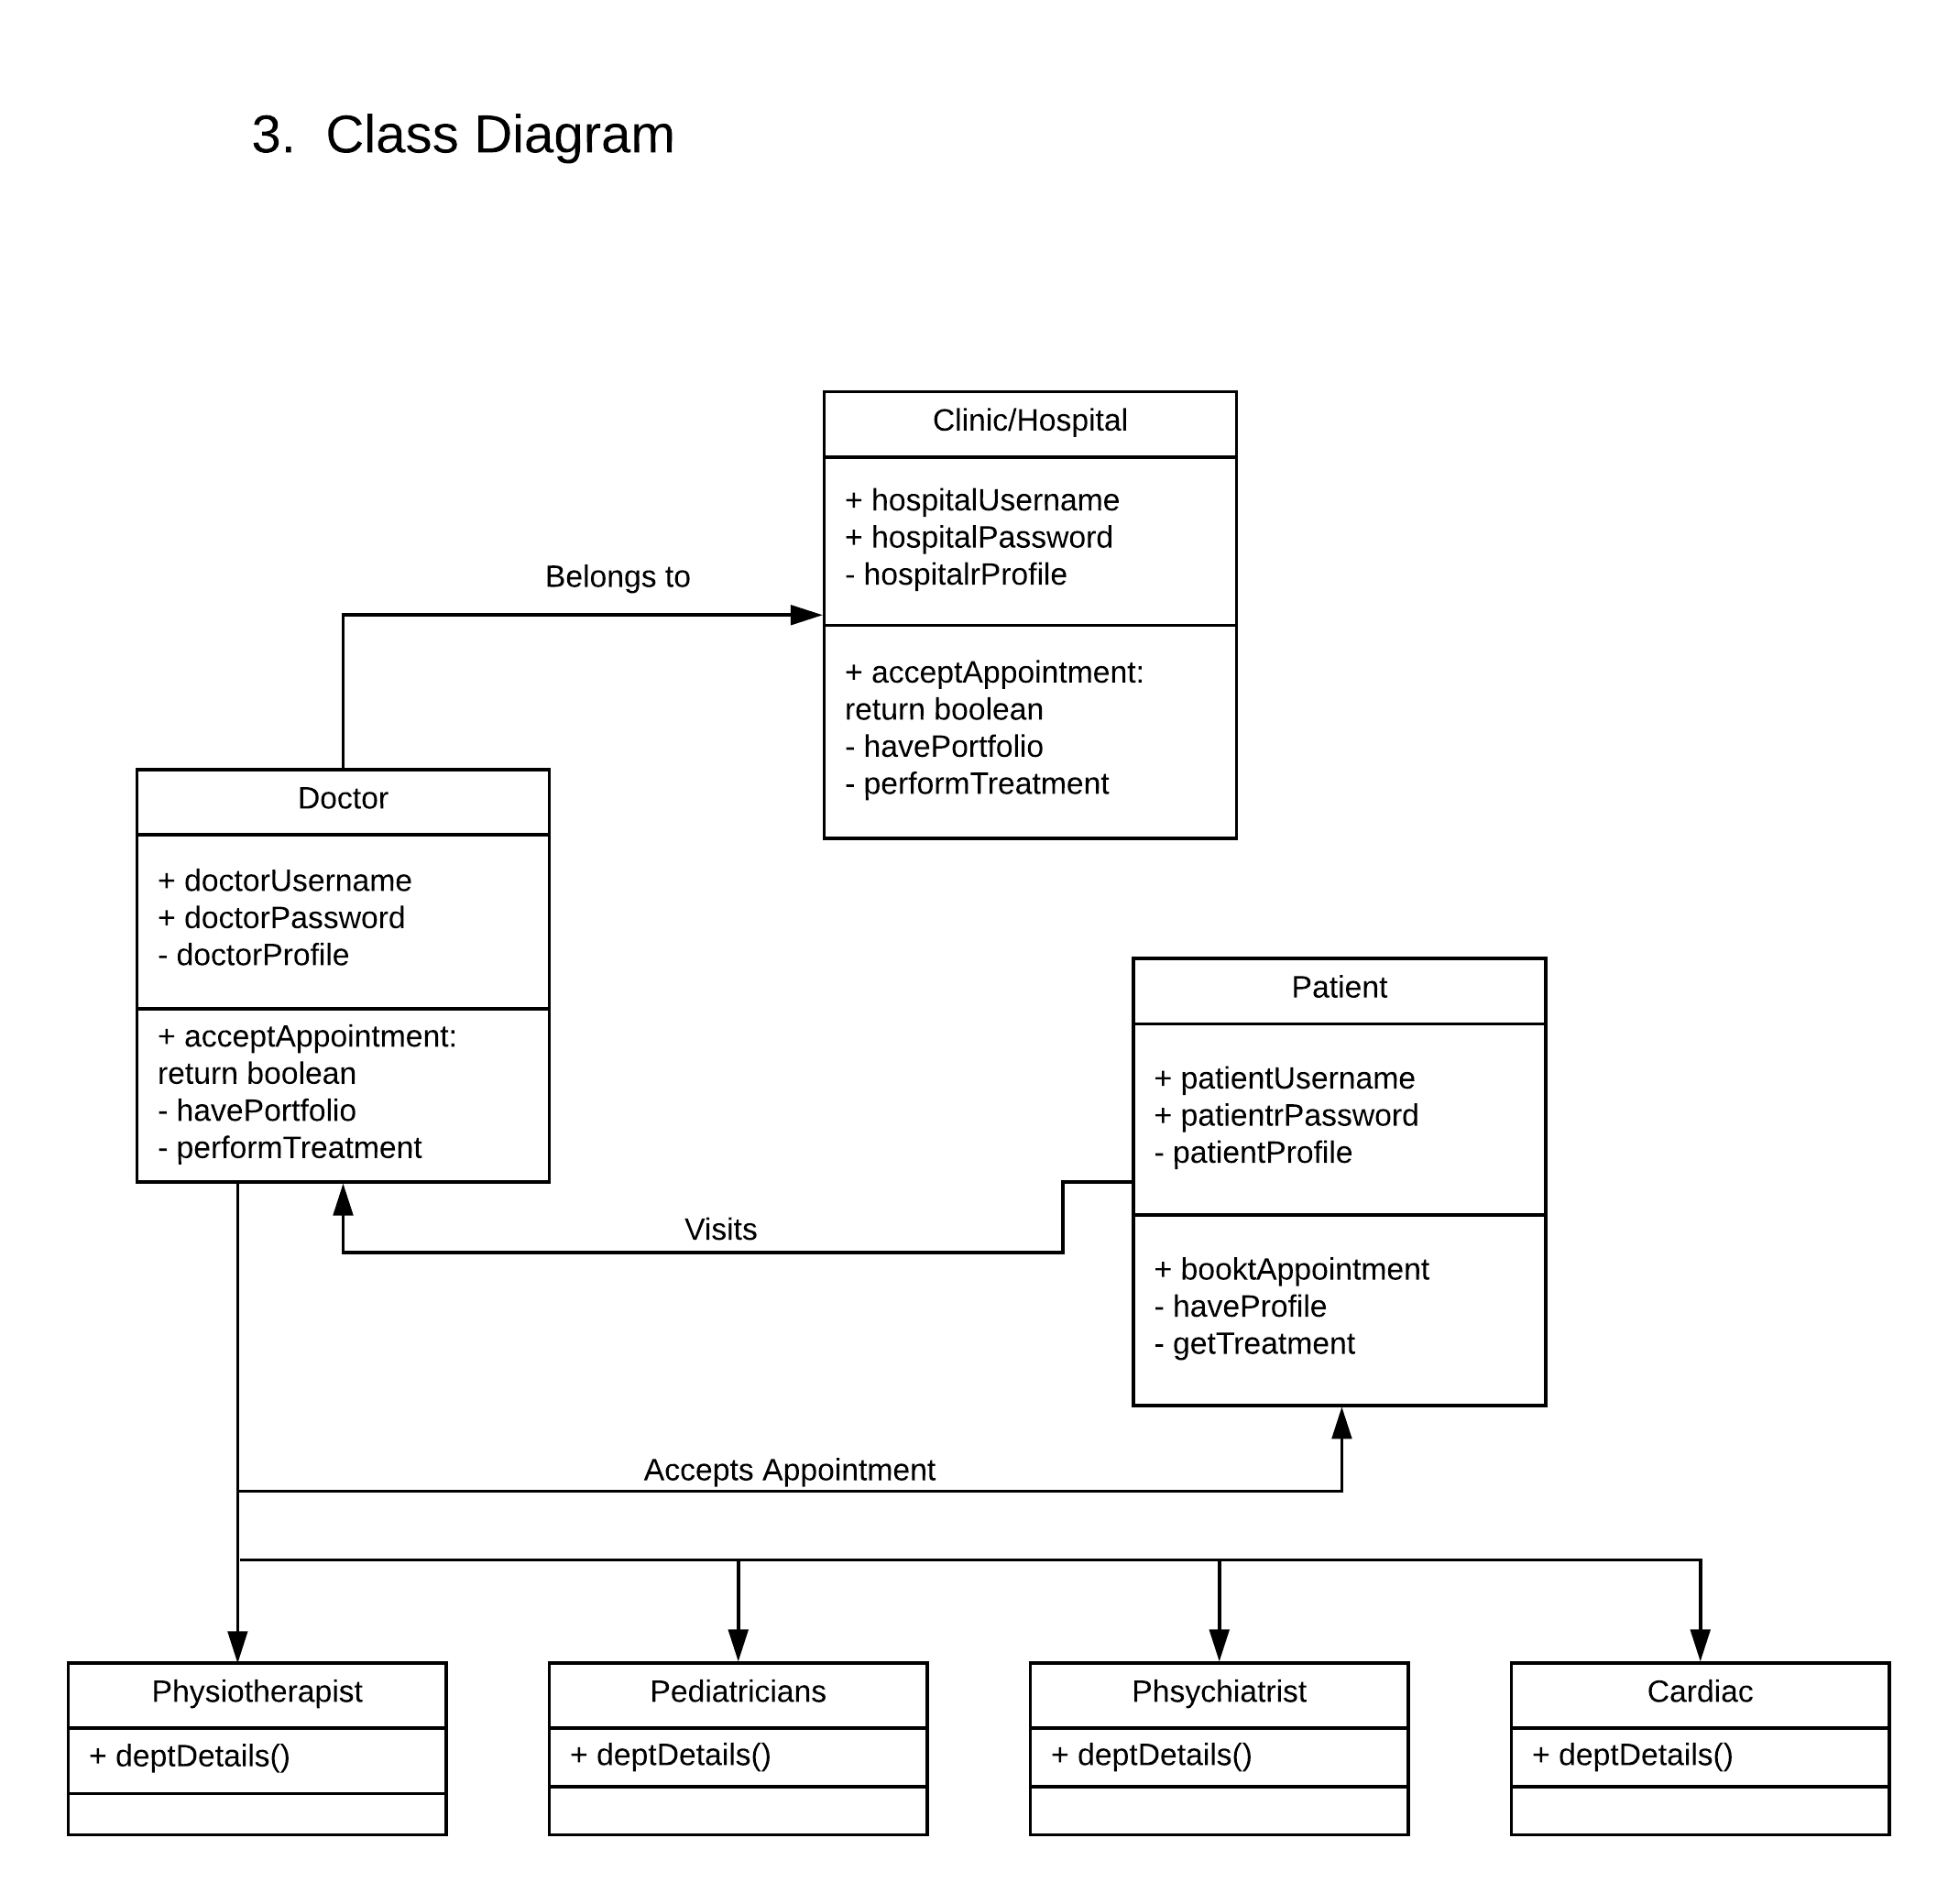 3.  Class Diagram
Clinic/Hospital
+ hospitalUsername
+ hospitalPassword
- hospitalrProfile
+ acceptAppointment:
return boolean
- havePortfolio
- performTreatment
Belongs to
Doctor
+ doctorUsername
+ doctorPassword
- doctorProfile
+ acceptAppointment:
return boolean
- havePortfolio
- performTreatment
Patient
+ patientUsername
+ patientrPassword
- patientProfile
+ booktAppointment
- haveProfile
- getTreatment
Visits
Accepts Appointment
Physiotherapist
+ deptDetails()
Pediatricians
+ deptDetails()
Phsychiatrist
+ deptDetails()
Cardiac
+ deptDetails()